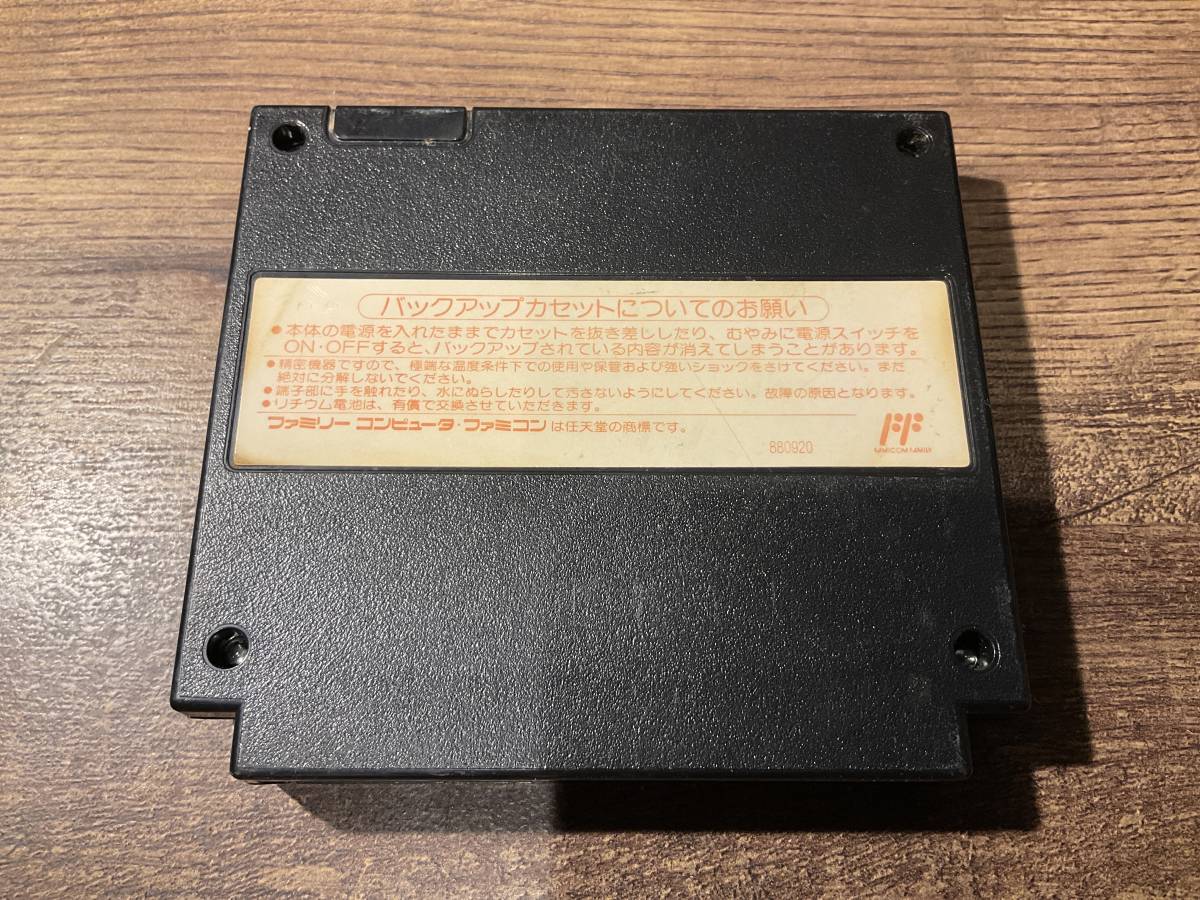 バックアップカセットについてのお願い
●本体の電源を入れたままでカセットを抜き差ししたり、むやみに電源スイッチを
ON・OFFすると、バックアップされている内容が消えてしまうことがあります。
●精密機器ですので、極端な温度条件下での使用や保管および強いショックをさけてください。また
絶対に分解しないでください。
●端子部に手を触れたり、水にぬらしたりして汚さないようにしてください。故障の原因となります。
●リチウム電池は、有償で交換させていただきます。
ファミリー コンピュータ・ファミコンは任天堂の商標です。
880920
FF
FAMICOM FAMILY